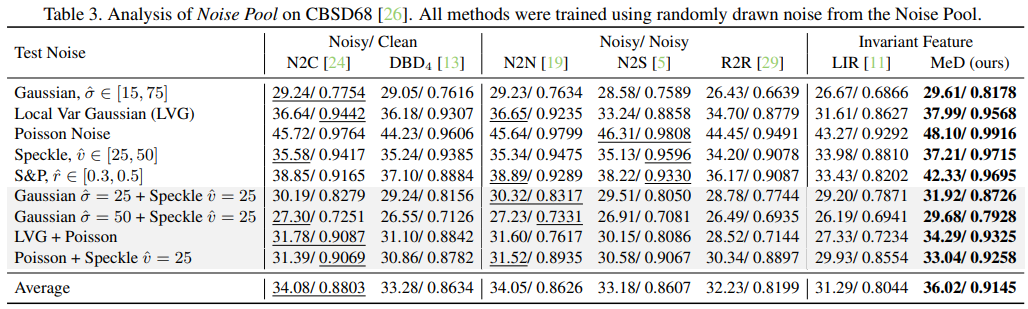 Table 3. Analysis of Noise Pool on CBSD68 [26]. All methods were trained using randomly drawn noise from the Noise Pool.
Test Noise Noisy/ Clean Noisy/ Noisy Invariant Feature
N2C [24] DBD4 [13] N2N [19] N2S [5] R2R [29] LIR [11] MeD (ours)
Gaussian, σ̂ ∈ [15, 75] 29.24/ 0.7754 29.05/ 0.7616 29.23/ 0.7634 28.58/ 0.7589 26.43/ 0.6639 26.67/ 0.6866 29.61/ 0.8178
Local Var Gaussian (LVG) 36.64/ 0.9442 36.18/ 0.9307 36.65/ 0.9235 33.24/ 0.8858 34.70/ 0.8779 31.61/ 0.8627 37.99/ 0.9568
Poisson Noise 45.72/ 0.9764 44.23/ 0.9606 45.64/ 0.9799 46.31/ 0.9808 44.45/ 0.9491 43.27/ 0.9292 48.10/ 0.9916
Speckle, v̂ ∈ [25, 50] 35.58/ 0.9417 35.24/ 0.9385 35.34/ 0.9475 35.13/ 0.9596 34.20/ 0.9078 33.98/ 0.8810 37.21/ 0.9715
S&P, r̂ ∈ [0.3, 0.5] 38.85/ 0.9165 37.10/ 0.8884 38.89/ 0.9289 38.22/ 0.9330 36.17/ 0.9087 33.43/ 0.8202 42.33/ 0.9695
Gaussian σ̂ = 25 + Speckle v̂ = 25 30.19/ 0.8279 29.24/ 0.8156 30.32/ 0.8317 29.51/ 0.8050 28.78/ 0.7744 29.20/ 0.7871 31.92/ 0.8726
Gaussian σ̂ = 50 + Speckle v̂ = 25 27.30/ 0.7251 26.55/ 0.7126 27.23/ 0.7331 26.91/ 0.7081 26.49/ 0.6935 26.19/ 0.6941 29.68/ 0.7928
LVG + Poisson 31.78/ 0.9087 31.10/ 0.8842 31.60/ 0.7617 30.15/ 0.8086 28.52/ 0.7144 27.33/ 0.7234 34.29/ 0.9325
Poisson + Speckle v̂ = 25 31.39/ 0.9069 30.86/ 0.8782 31.52/ 0.8935 30.58/ 0.9067 30.34/ 0.8897 29.93/ 0.8554 33.04/ 0.9258
Average 34.08/ 0.8803 33.28/ 0.8634 34.05/ 0.8626 33.18/ 0.8607 32.23/ 0.8199 31.29/ 0.8044 36.02/ 0.9145